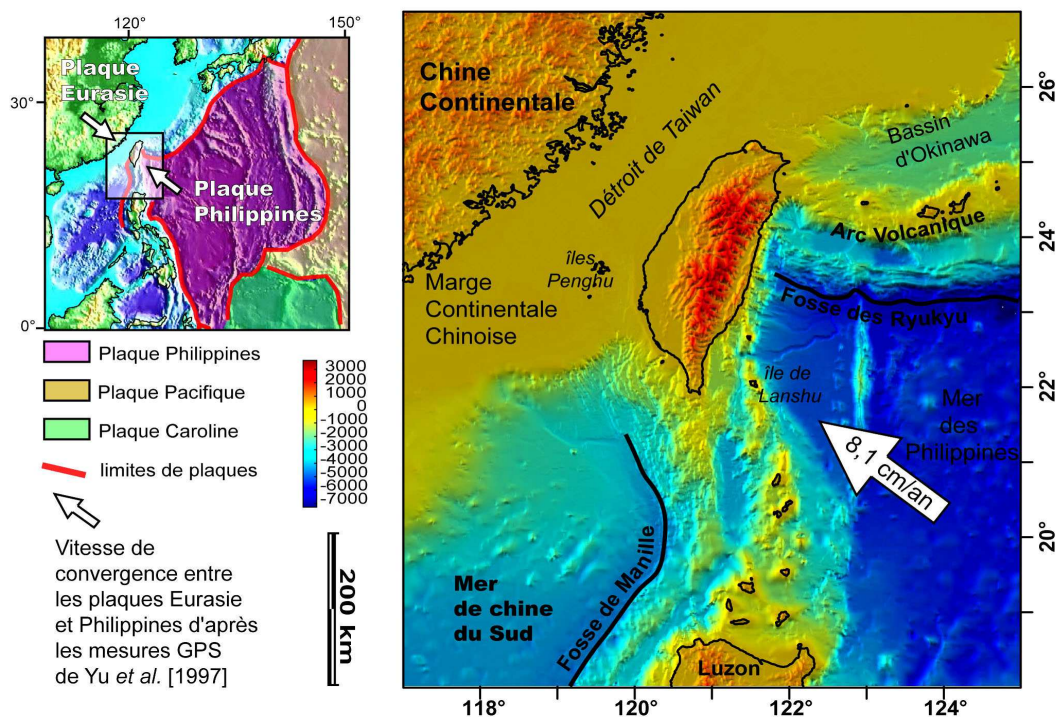 120°
150°
Plaque
Eurasie
30°
Plaque
Philippines
0°
Plaque Philippines
Plaque Pacifique
Plaque Caroline
limites de plaques
3000
2000
1000
0
-1000
-2000
-3000
-4000
-5000
-6000
-7000
Vitesse de
convergence entre
les plaques Eurasie
et Philippines d'après
les mesures GPS
de Yu et al. [1997]
200 km
Chine
Continentale
Détroit de Taiwan
Bassin
d'Okinawa
Arc Volcanique
îles
Penghu
Marge
Continentale
Chinoise
Fosse des Ryukyu
île de
Lanshu
Mer
des
Philippines
8,1 cm/an
Fosse de Manille
Mer
de chine
du Sud
Luzon
26°
24°
22°
20°
118°
120°
122°
124°